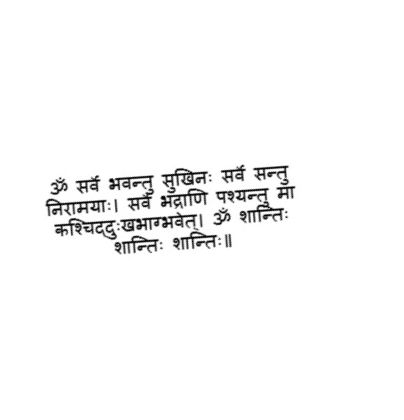 ॐ सर्वे भवन्तु सुखिनः सर्वे सन्तु
निरामयाः। सर्वे भद्राणि पश्यन्तु मा
कश्चिद्दुःखभाग्भवेत्। ॐ शान्तिः
शान्तिः शान्तिः॥